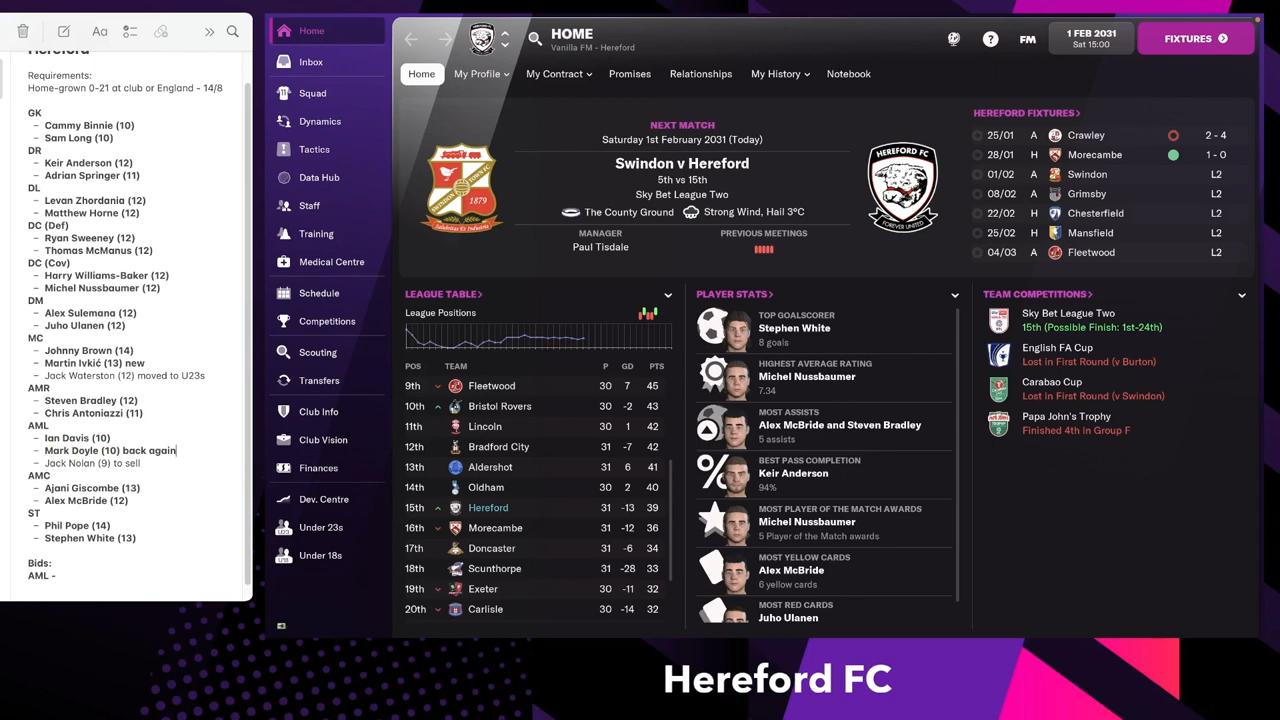 Hereford
Requirements:
Home-grown 0-21 at club or England - 14/8
GK
– Cammy Binnie (10)
– Sam Long (10)
DR
– Keir Anderson (12)
– Adrian Springer (11)
DL
– Levan Zhordania (12)
– Matthew Horne (12)
DC (Def)
– Ryan Sweeney (12)
– Thomas McManus (12)
DC (Cov)
– Harry Williams-Baker (12)
– Michel Nussbaumer (12)
DM
– Alex Sulemana (12)
– Juho Ulanen (12)
MC
– Johnny Brown (14)
– Martin Ivkić (13) new
– Jack Waterston (12) moved to U23s
AMR
– Steven Bradley (12)
– Chris Antoniazzi (11)
AML
– Ian Davis (10)
– Mark Doyle (10) back again
– Jack Nolan (9) to sell
AMC
– Ajani Giscombe (13)
– Alex McBride (12)
ST
– Phil Pope (14)
– Stephen White (13)
Bids:
AML -
Home
Inbox
Squad
Dynamics
Tactics
Data Hub
Staff
Training
Medical Centre
Schedule
Competitions
Scouting
Transfers
Club Info
Club Vision
Finances
Dev. Centre
Under 23s
Under 18s
HOME
Vanilla FM - Hereford
FM
1 FEB 2031
Sat 15:00
FIXTURES
Home My Profile My Contract Promises Relationships My History Notebook
SWINDON TOWN FC
1879
Salubritas Et Industria
NEXT MATCH
Saturday 1st February 2031 (Today)
Swindon v Hereford
5th vs 15th
Sky Bet League Two
The County Ground Strong Wind, Hail 3°C
MANAGER
Paul Tisdale
PREVIOUS MEETINGS
HEREFORD FC
FOREVER UNITED
HEREFORD FIXTURES>
25/01 A Crawley 2 - 4
28/01 H Morecambe 1 - 0
01/02 A Swindon L2
08/02 A Grimsby L2
22/02 H Chesterfield L2
25/02 H Mansfield L2
04/03 A Fleetwood L2
LEAGUE TABLE>
League Positions
POS TEAM P GD PTS
9th Fleetwood 30 7 45
10th Bristol Rovers 30 -2 43
11th Lincoln 30 1 42
12th Bradford City 31 -7 42
13th Aldershot 31 6 41
14th Oldham 30 2 40
15th Hereford 31 -13 39
16th Morecambe 31 -12 36
17th Doncaster 31 -6 34
18th Scunthorpe 31 -28 33
19th Exeter 30 -11 32
20th Carlisle 30 -14 32
PLAYER STATS>
TOP GOALSCORER
Stephen White
8 goals
HIGHEST AVERAGE RATING
Michel Nussbaumer
7.34
MOST ASSISTS
Alex McBride and Steven Bradley
5 assists
BEST PASS COMPLETION
Keir Anderson
94%
MOST PLAYER OF THE MATCH AWARDS
Michel Nussbaumer
5 Player of the Match awards
MOST YELLOW CARDS
Alex McBride
6 yellow cards
MOST RED CARDS
Juho Ulanen
TEAM COMPETITIONS>
Sky Bet League Two
15th (Possible Finish: 1st-24th)
English FA Cup
Lost in First Round (v Burton)
Carabao Cup
Lost in First Round (v Swindon)
Papa John's Trophy
Finished 4th in Group F
Hereford FC